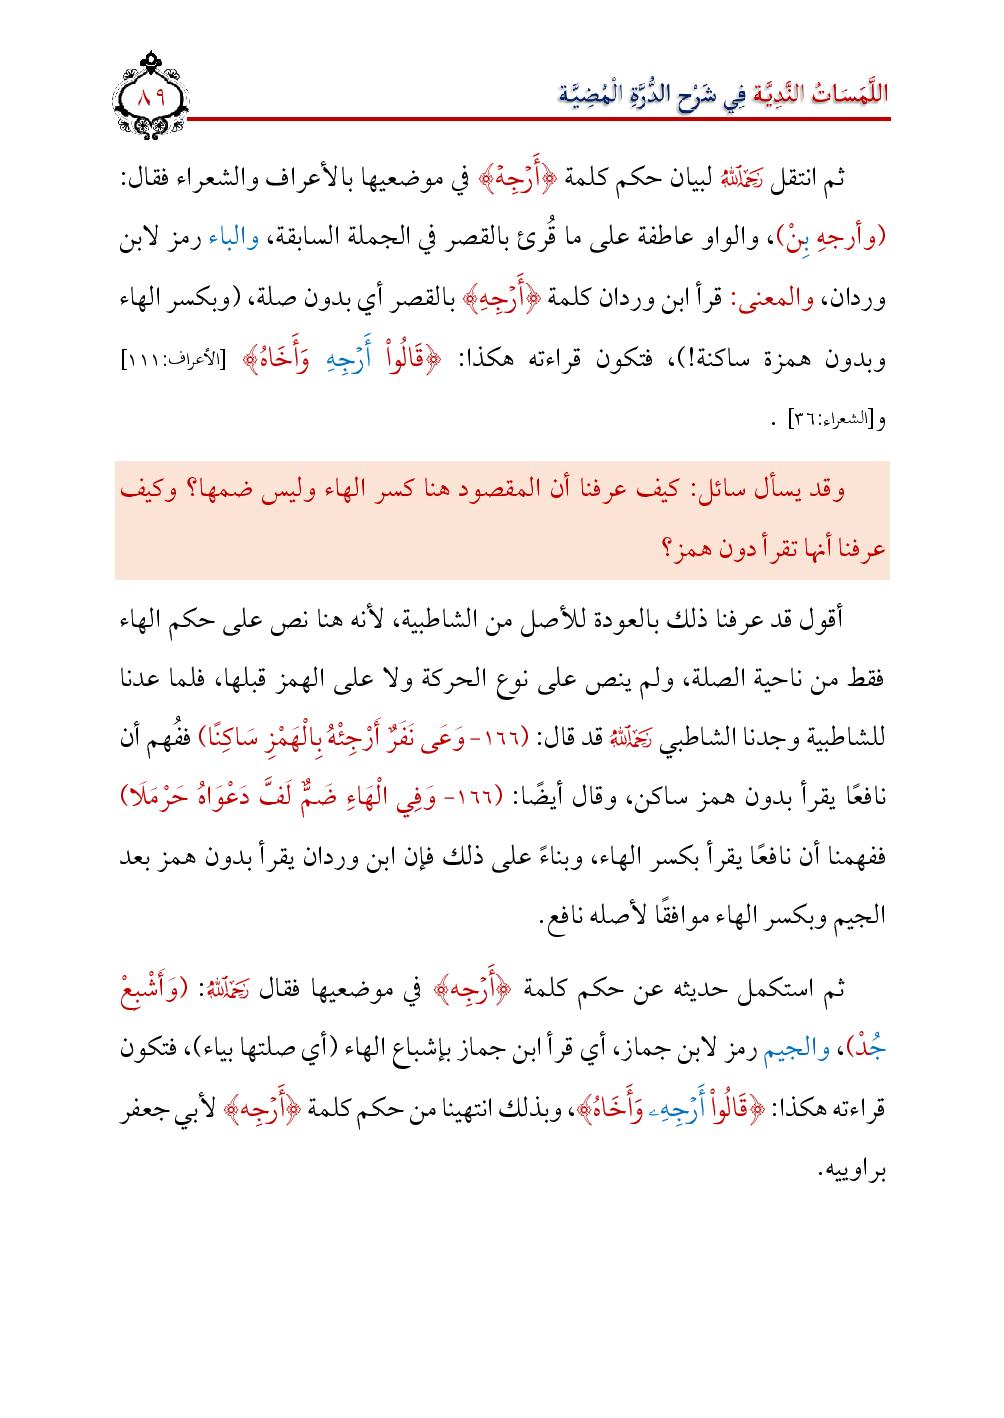 اللَّمَسَاتُ النَّدِيَّة فِي شَرْح الدُّرَّةِ الْمُضِيَّة
٨٩
ثم انتقل رَحِمَهُ اللَّهُ لبيان حكم كلمة ﴿أَرۡجِهۡ﴾ في موضعيها بالأعراف والشعراء فقال:
(وأرجهِ بِنْ)، والواو عاطفة على ما قُرئ بالقصر في الجملة السابقة، والباء رمز لابن
وردان، والمعنى: قرأ ابن وردان كلمة ﴿أَرۡجِهِ﴾ بالقصر أي بدون صلة، (وبكسر الهاء
وبدون همزة ساكنة!)، فتكون قراءته هكذا: ﴿قَالُوٓاْ أَرۡجِهِ وَأَخَاهُ﴾ [الأعراف:١١١]
و[الشعراء:٣٦] .
وقد يسأل سائل: كيف عرفنا أن المقصود هنا كسر الهاء وليس ضمها؟ وكيف
عرفنا أنها تقرأ دون همز؟
أقول قد عرفنا ذلك بالعودة للأصل من الشاطبية، لأنه هنا نص على حكم الهاء
فقط من ناحية الصلة، ولم ينص على نوع الحركة ولا على الهمز قبلها، فلما عدنا
للشاطبية وجدنا الشاطبي رَحِمَهُ اللَّهُ قد قال: (١٦٦- وَعَى نَفَرٌ أَرْجِئْهُ بِالْهَمْزِ سَاكِنًا) ففُهم أن
نافعًا يقرأ بدون همز ساكن، وقال أيضًا: (١٦٦- وَفِي الْهَاءِ ضَمٌّ لَفَّ دَعْوَاهُ حَرْمَلَا)
ففهمنا أن نافعًا يقرأ بكسر الهاء، وبناءً على ذلك فإن ابن وردان يقرأ بدون همز بعد
الجيم وبكسر الهاء موافقًا لأصله نافع.
ثم استكمل حديثه عن حكم كلمة ﴿أَرۡجِه﴾ في موضعيها فقال رَحِمَهُ اللَّهُ: (وَأَشْبِعْ
جُدْ)، والجيم رمز لابن جماز، أي قرأ ابن جماز بإشباع الهاء (أي صلتها بياء)، فتكون
قراءته هكذا: ﴿قَالُوٓاْ أَرۡجِهِۦ وَأَخَاهُ﴾، وبذلك انتهينا من حكم كلمة ﴿أَرۡجِه﴾ لأبي جعفر
براوييه.